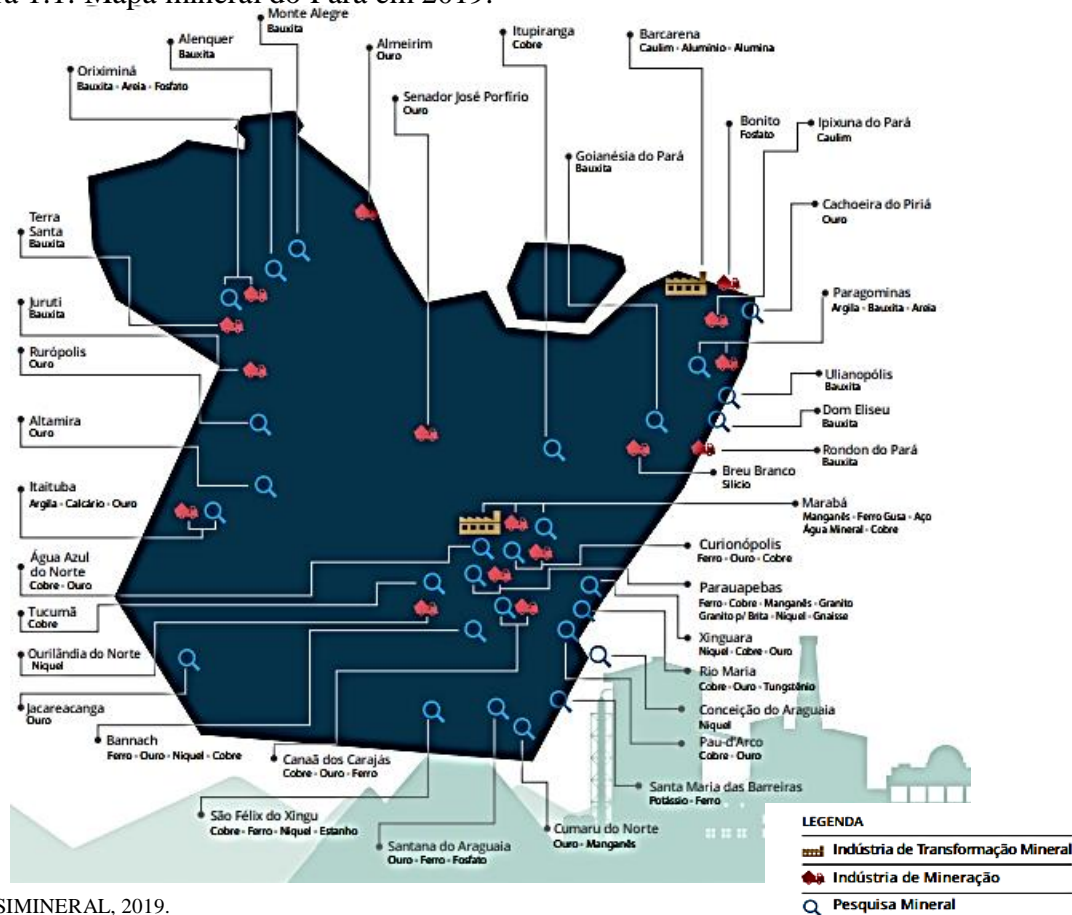 ra 1.1: Mapa mineral do Pará em 2019.
Monte Alegre
Bauxita
Alenquer
Bauxita
Oriximiná
Bauxita - Areia - Fosfato
Almeirim
Ouro
Senador José Porfírio
Ouro
Itupiranga
Cobre
Barcarena
Caulim - Alumínio - Alumina
Goianésia do Pará
Bauxita
Bonito
Fosfato
Ipixuna do Pará
Caulim
Cachoeira do Piriá
Ouro
Paragominas
Argila - Bauxita - Areia
Ulianopólis
Bauxita
Dom Eliseu
Bauxita
Rondon do Pará
Bauxita
Breu Branco
Silício
Marabá
Manganês - Ferro Gusa - Aço
Água Mineral - Cobre
Curionópolis
Ferro - Ouro - Cobre
Parauapebas
Ferro - Cobre - Manganês - Granito
Granito p/ Brita - Níquel - Gnaisse
Xinguara
Níquel - Cobre - Ouro
Rio Maria
Cobre - Ouro - Tungstênio
Conceição do Araguaia
Níquel
Pau-d'Arco
Cobre - Ouro
Santa Maria das Barreiras
Potássio - Ferro
Terra
Santa
Bauxita
Juruti
Bauxita
Rurópolis
Ouro
Altamira
Ouro
Itaituba
Argila - Calcário - Ouro
Água Azul
do Norte
Cobre - Ouro
Tucumã
Cobre
Ourilândia do Norte
Níquel
Jacareacanga
Ouro
Bannach
Ferro - Ouro - Níquel - Cobre
Canaã dos Carajás
Cobre - Ouro - Ferro
São Félix do Xingu
Cobre - Ferro - Níquel - Estanho
Santana do Araguaia
Ouro - Ferro - Fosfato
Cumaru do Norte
Ouro - Manganês
LEGENDA
Indústria de Transformação Mineral
Indústria de Mineração
Pesquisa Mineral
SIMINERAL, 2019.